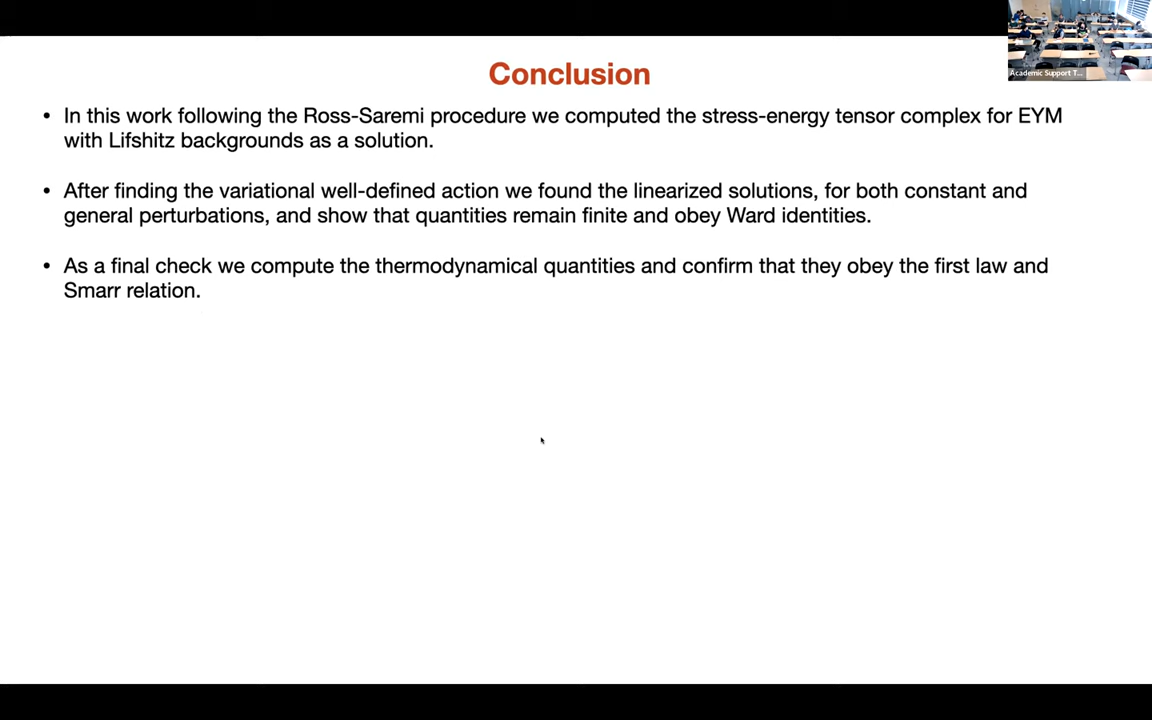 Academic Support T...
Conclusion
• In this work following the Ross-Saremi procedure we computed the stress-energy tensor complex for EYM
with Lifshitz backgrounds as a solution.
• After finding the variational well-defined action we found the linearized solutions, for both constant and
general perturbations, and show that quantities remain finite and obey Ward identities.
• As a final check we compute the thermodynamical quantities and confirm that they obey the first law and
Smarr relation.